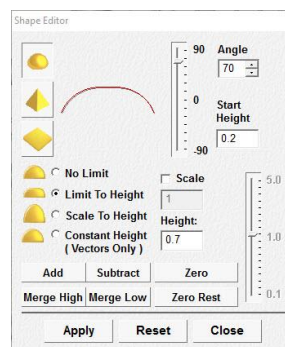 Shape Editor
90
Angle
70
0
Start
Height
0.2
-90
No Limit
Limit To Height
Scale To Height
Constant Height
( Vectors Only )
Scale
1
Height:
0.7
5.0
1.0
0.1
Add Subtract Zero
Merge High Merge Low Zero Rest
Apply Reset Close